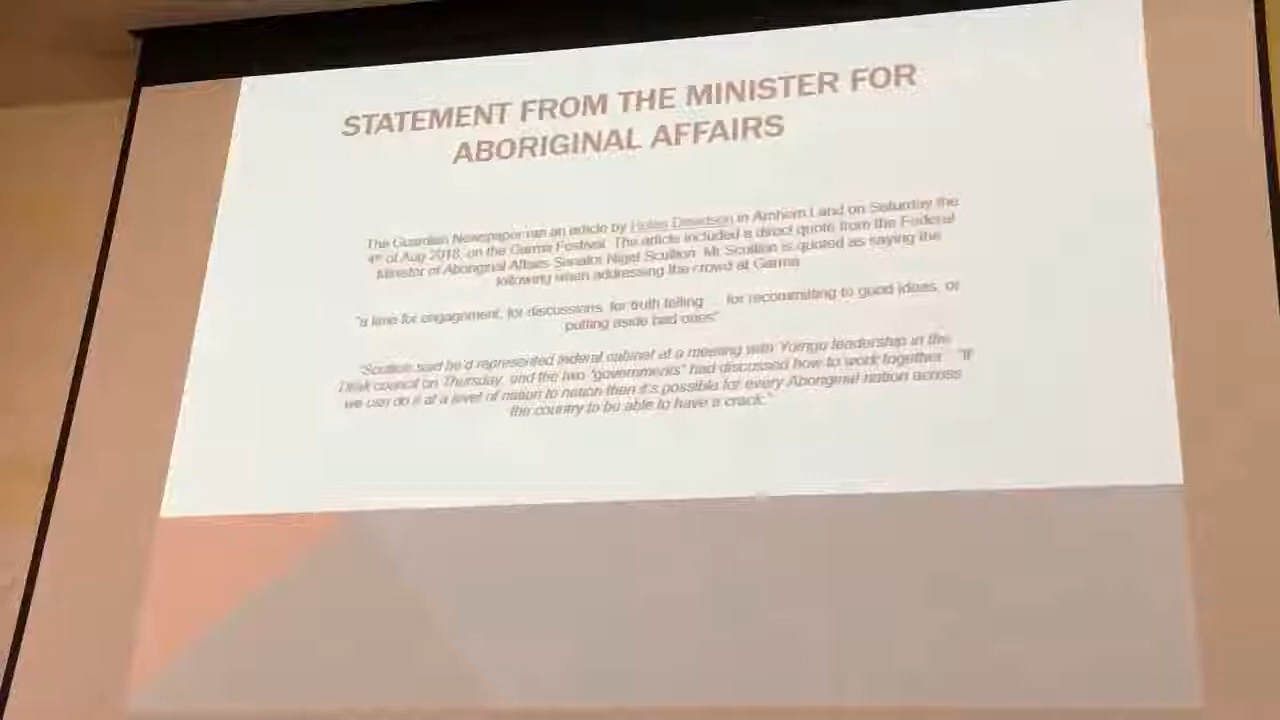 STATEMENT FROM THE MINISTER FOR
ABORIGINAL AFFAIRS
The Guardian Newspaper ran an article by Helen Davidson in Arnhem Land on Saturday the
4th of Aug 2018, on the Garma Festival. The article included a direct quote from the Federal
Minister of Aboriginal Affairs Senator Nigel Scullion. Mr Scullion is quoted as saying the
following when addressing the crowd at Garma
"a time for engagment, for discussions, for truth telling ... for recommitting to good ideas, or
putting aside bad ones"
"Scullion said he'd represented federal cabinet at a meeting with Yolngu leadership in the
Dilak council on Thursday, and the two "governments" had discussed how to work together. "If
we can do it at a level of nation to nation then it's possible for every Aboriginal nation across
the country to be able to have a crack."